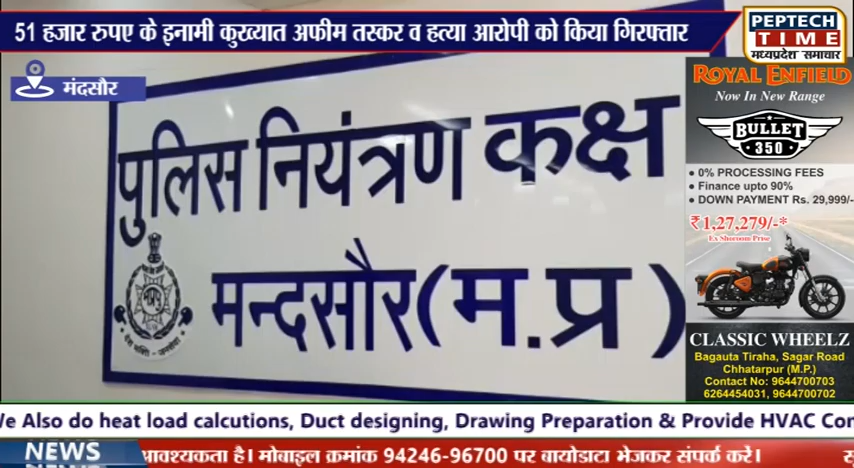 51 हजार रुपए के इनामी कुख्यात अफीम तस्कर व हत्या आरोपी को किया गिरफ्तार
PEPTECH
TIME
मध्यप्रदेश समाचार
मंदसौर
पुलिस नियंत्रण कक्ष
मन्दसौर(म.प्र)
देश भक्ति - जनसेवा
ROYAL ENFIELD
Now In New Range
BULLET
350
• 0% PROCESSING FEES
• Finance upto 90%
• DOWN PAYMENT Rs. 29,999/-
₹1,27,279/-*
Ex Showroom Price
CLASSIC WHEELZ
Bagauta Tiraha, Sagar Road
Chhatarpur (M.P.)
Contact No: 9644700703
6264454031, 9644700702
We Also do heat load calcutions, Duct designing, Drawing Preparation & Provide HVAC Con
NEWS
आवश्यकता है। मोबाइल क्रमांक 94246-96700 पर बायोडाटा भेजकर संपर्क करें।